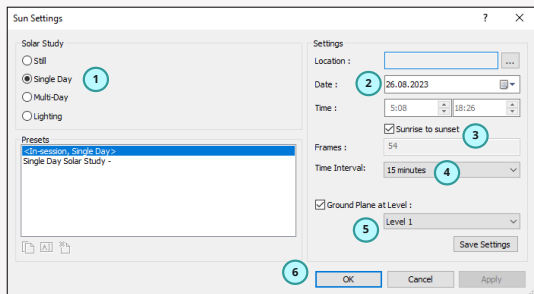 Sun Settings
? ×
Solar Study
Still
Single Day
1
Multi-Day
Lighting
Presets
<In-session, Single Day>
Single Day Solar Study -
Settings
Location :
...
Date :
2
26.08.2023
Time :
5:08
18:26
Sunrise to sunset
3
Frames :
54
Time Interval:
15 minutes
4
Ground Plane at Level :
Level 1
5
Save Settings
6
OK
Cancel
Apply